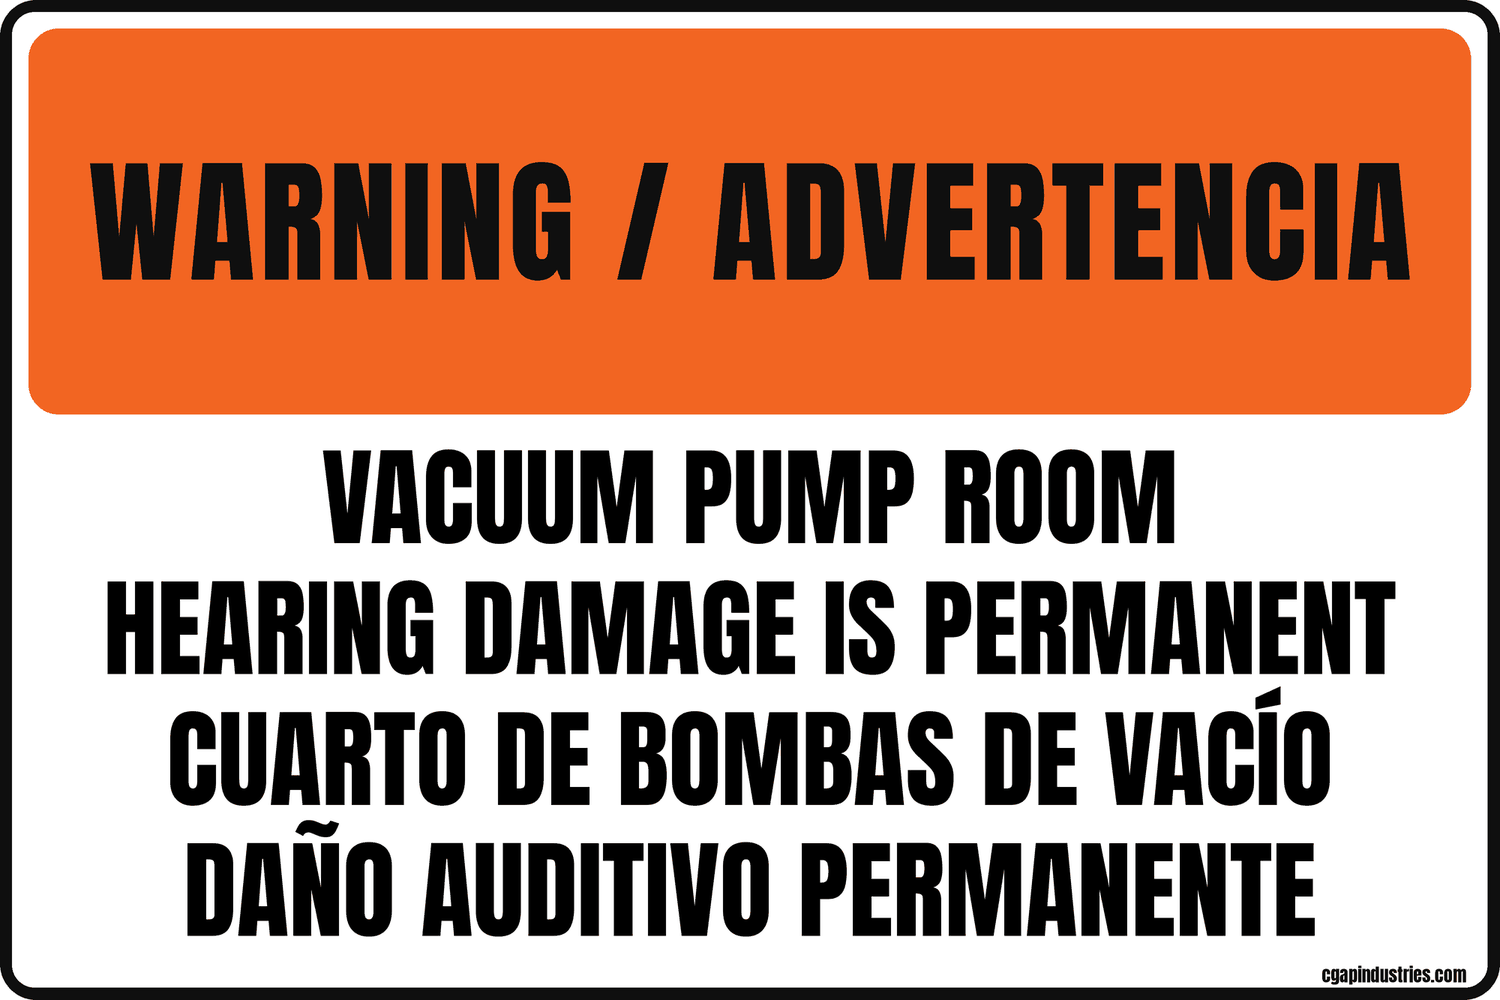 WARNING / ADVERTENCIA
VACUUM PUMP ROOM
HEARING DAMAGE IS PERMANENT
CUARTO DE BOMBAS DE VACÍO
DAÑO AUDITIVO PERMANENTE
cgapindustries.com